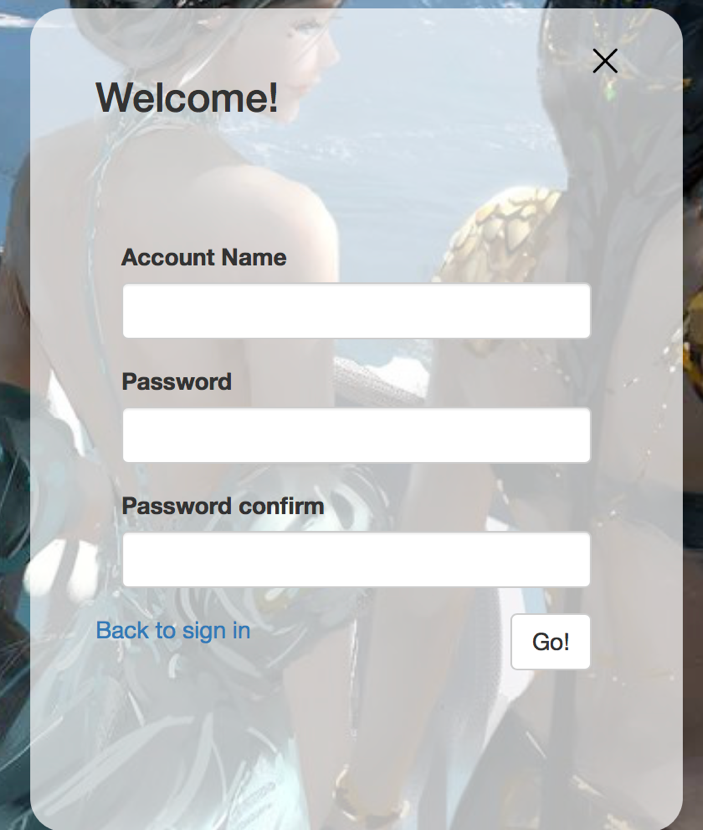 Welcome!
Account Name
Password
Password confirm
Back to sign in
Go!